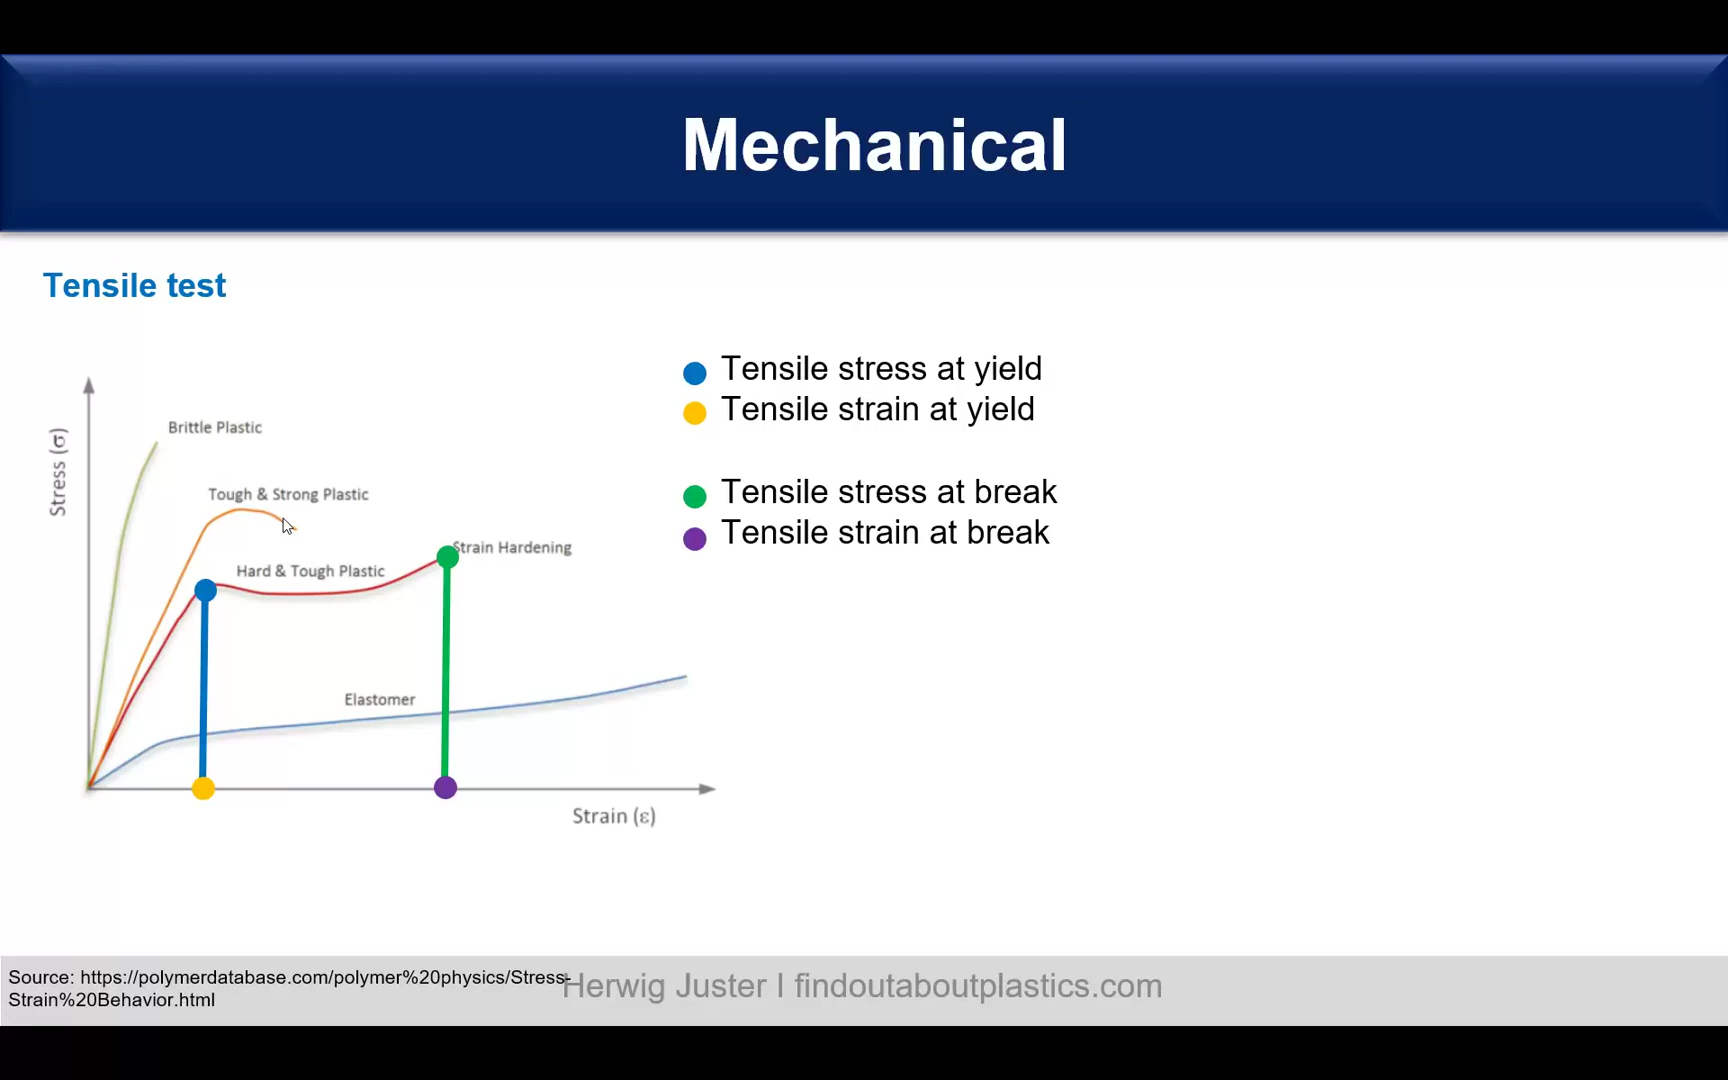 Mechanical
Tensile test
Tensile stress at yield
Tensile strain at yield
Tensile stress at break
Tensile strain at break
Stress (σ)
Brittle Plastic
Tough & Strong Plastic
Strain Hardening
Hard & Tough Plastic
Elastomer
Strain (ε)
Source: https://polymerdatabase.com/polymer%20physics/Stress-
Strain%20Behavior.html
Herwig Juster I findoutaboutplastics.com